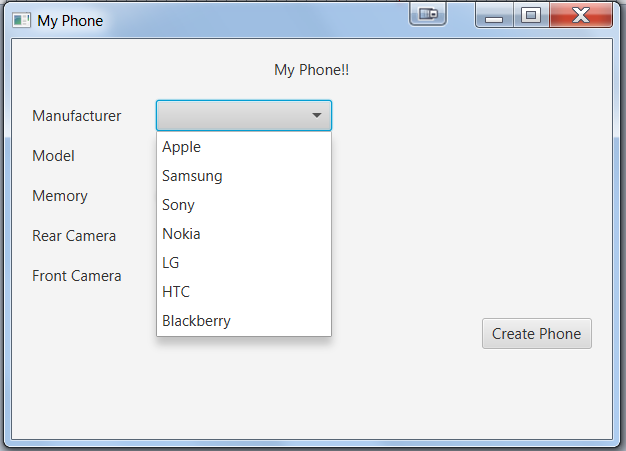 My Phone
My Phone!!
Manufacturer
Apple
Model
Samsung
Memory
Sony
Rear Camera
Nokia
Front Camera
LG
HTC
Blackberry
Create Phone